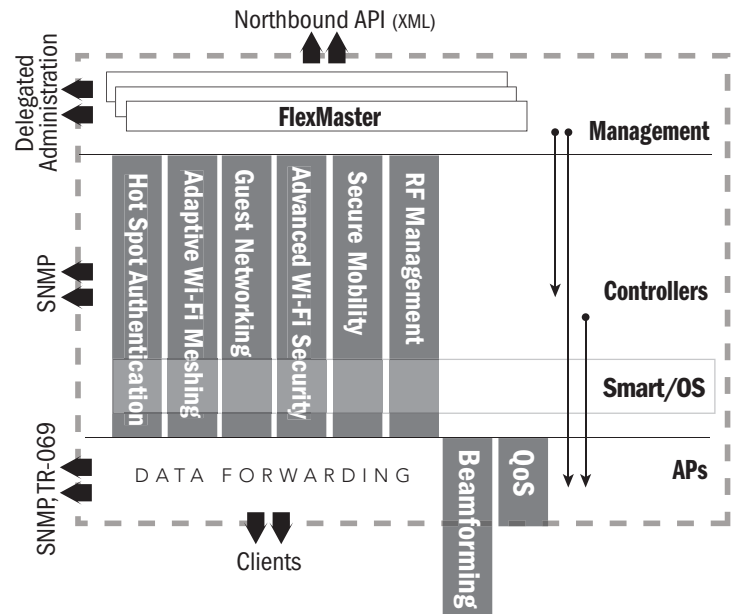 Northbound API (XML)
Delegated
Administration
FlexMaster
Management
Hot Spot Authentication
Adaptive Wi-Fi Meshing
Guest Networking
Advanced Wi-Fi Security
Secure Mobility
RF Management
SNMP
Controllers
Smart/OS
SNMP, TR-069
DATA FORWARDING
Beamforming
QoS
APs
Clients